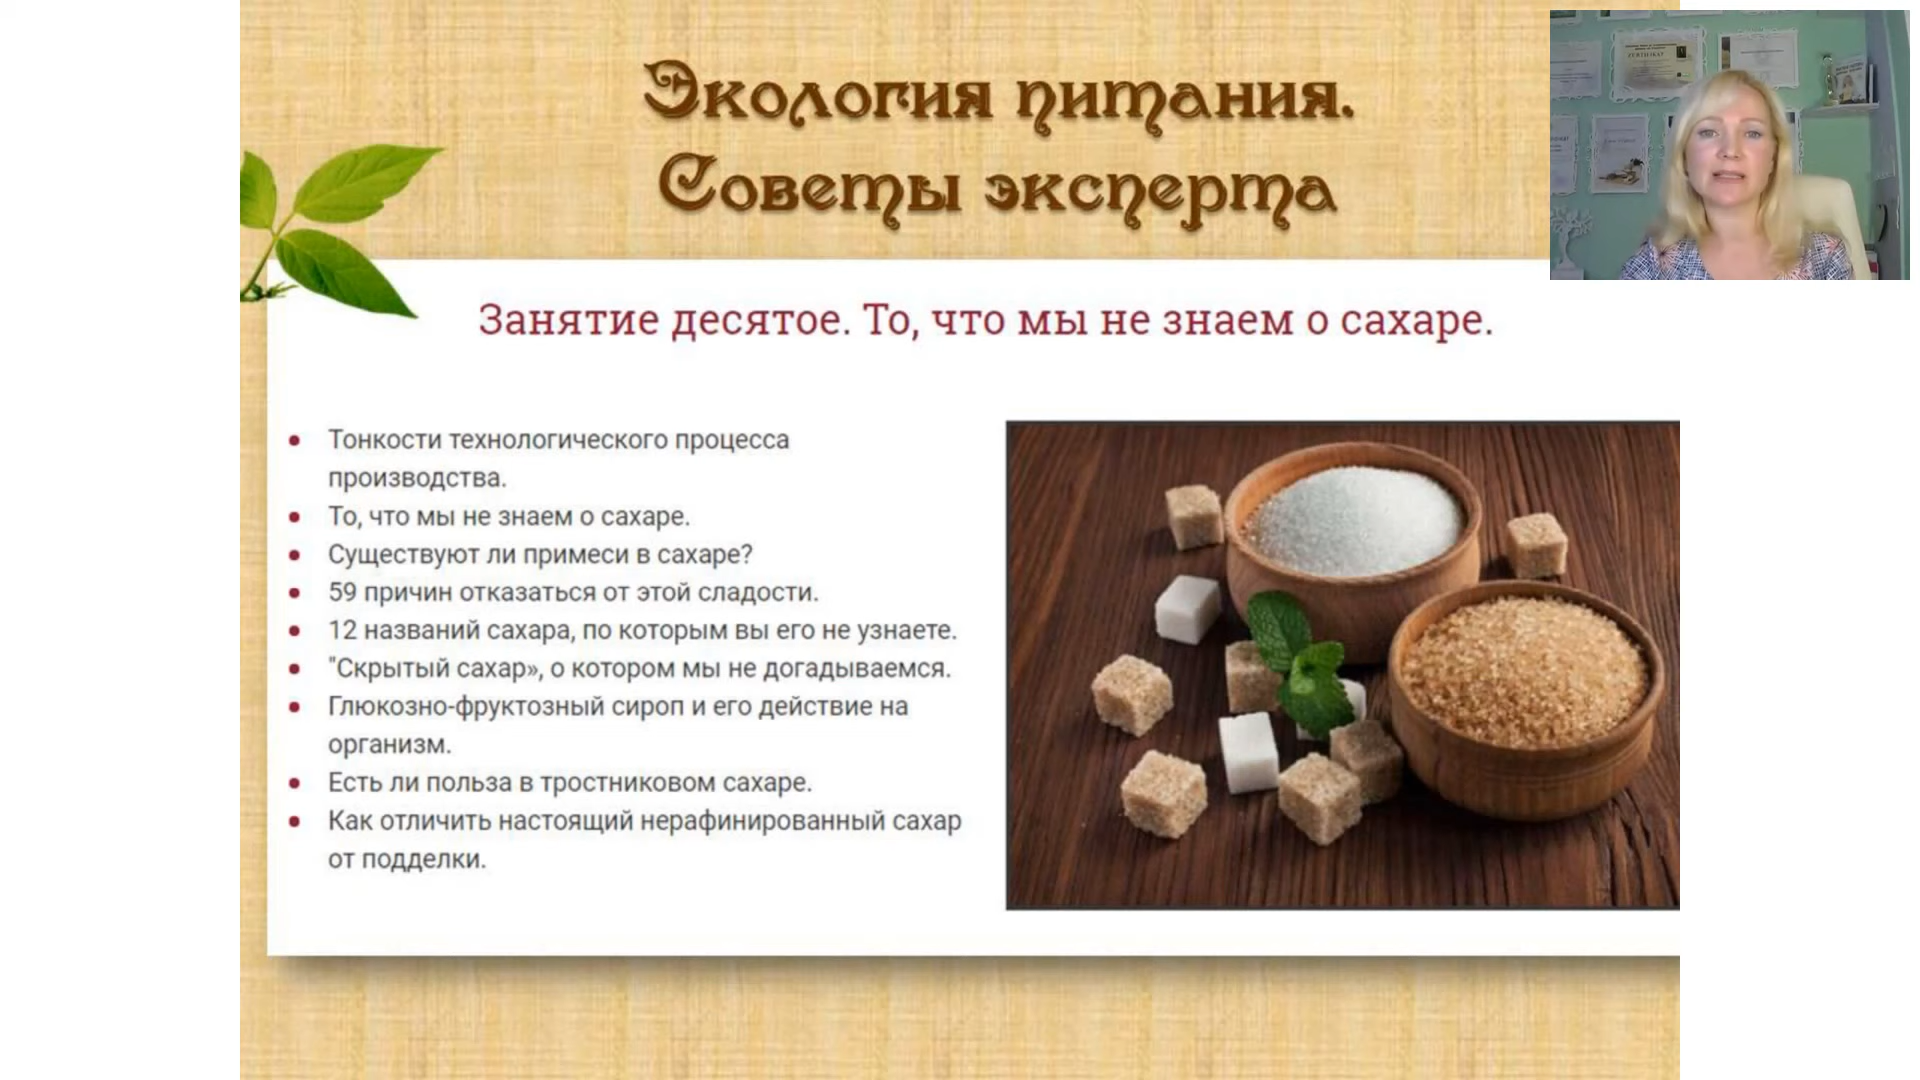 Экология питания.
Советы эксперта
Занятие десятое. То, что мы не знаем о сахаре.
Тонкости технологического процесса
производства.
То, что мы не знаем о сахаре.
Существуют ли примеси в сахаре?
59 причин отказаться от этой сладости.
12 названий сахара, по которым вы его не узнаете.
"Скрытый сахар», о котором мы не догадываемся.
Глюкозно-фруктозный сироп и его действие на
организм.
Есть ли польза в тростниковом сахаре.
Как отличить настоящий нерафинированный сахар
от подделки.